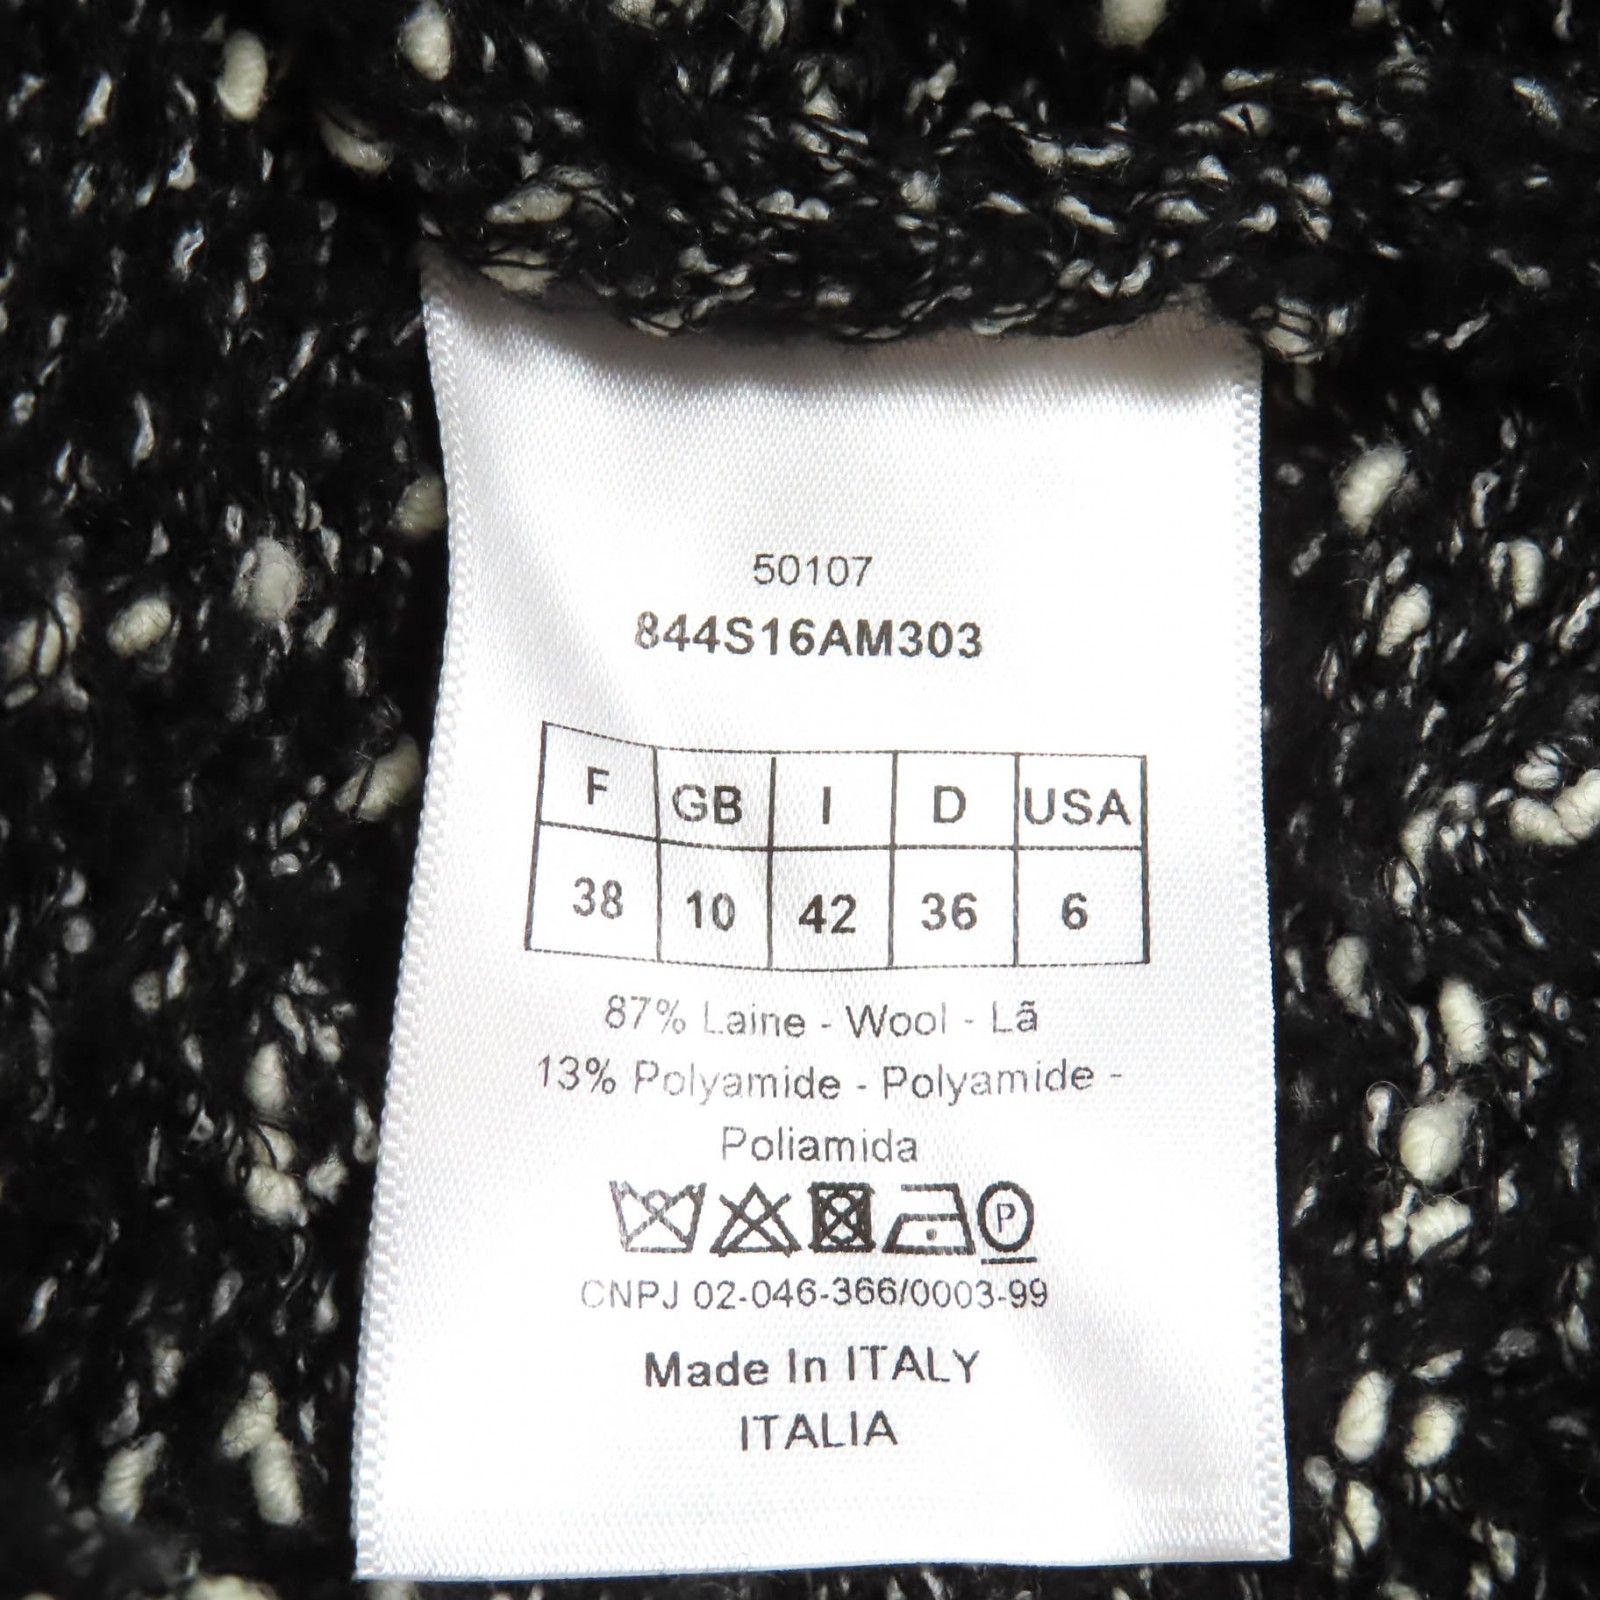 50107
844S16AM303
F GB I D USA
38 10 42 36 6
87% Laine - Wool - Lã
13% Polyamide - Polyamide -
Poliamida
P
CNPJ 02-046-366/0003-99
Made In ITALY
ITALIA